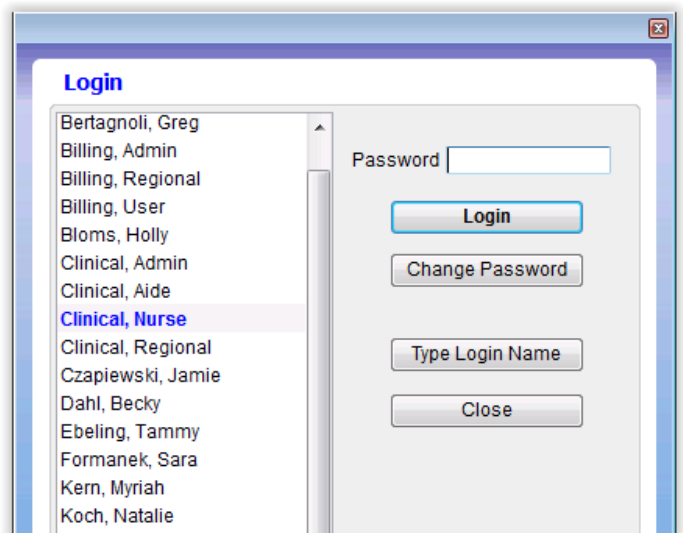 Login
Bertagnoli, Greg
Billing, Admin
Billing, Regional
Billing, User
Bloms, Holly
Clinical, Admin
Clinical, Aide
Clinical, Nurse
Clinical, Regional
Czapiewski, Jamie
Dahl, Becky
Ebeling, Tammy
Formanek, Sara
Kern, Myriah
Koch, Natalie
Password
Login
Change Password
Type Login Name
Close